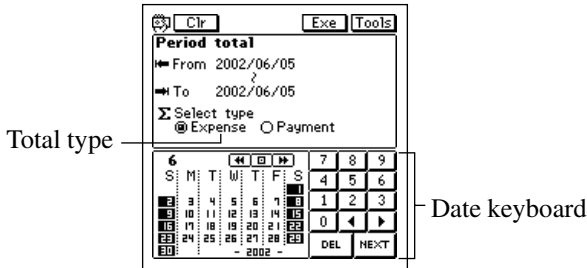 Clr Exe Tools
Period total
From 2002/06/05
~
To 2002/06/05
Σ Select type
Expense Payment
Total type
6
S M T W T F S
1
2 3 4 5 6 7 8
9 10 11 12 13 14 15
16 17 18 19 20 21 22
23 24 25 26 27 28 29
30 - 2002 -
7 8 9
4 5 6
1 2 3
0
DEL NEXT
Date keyboard